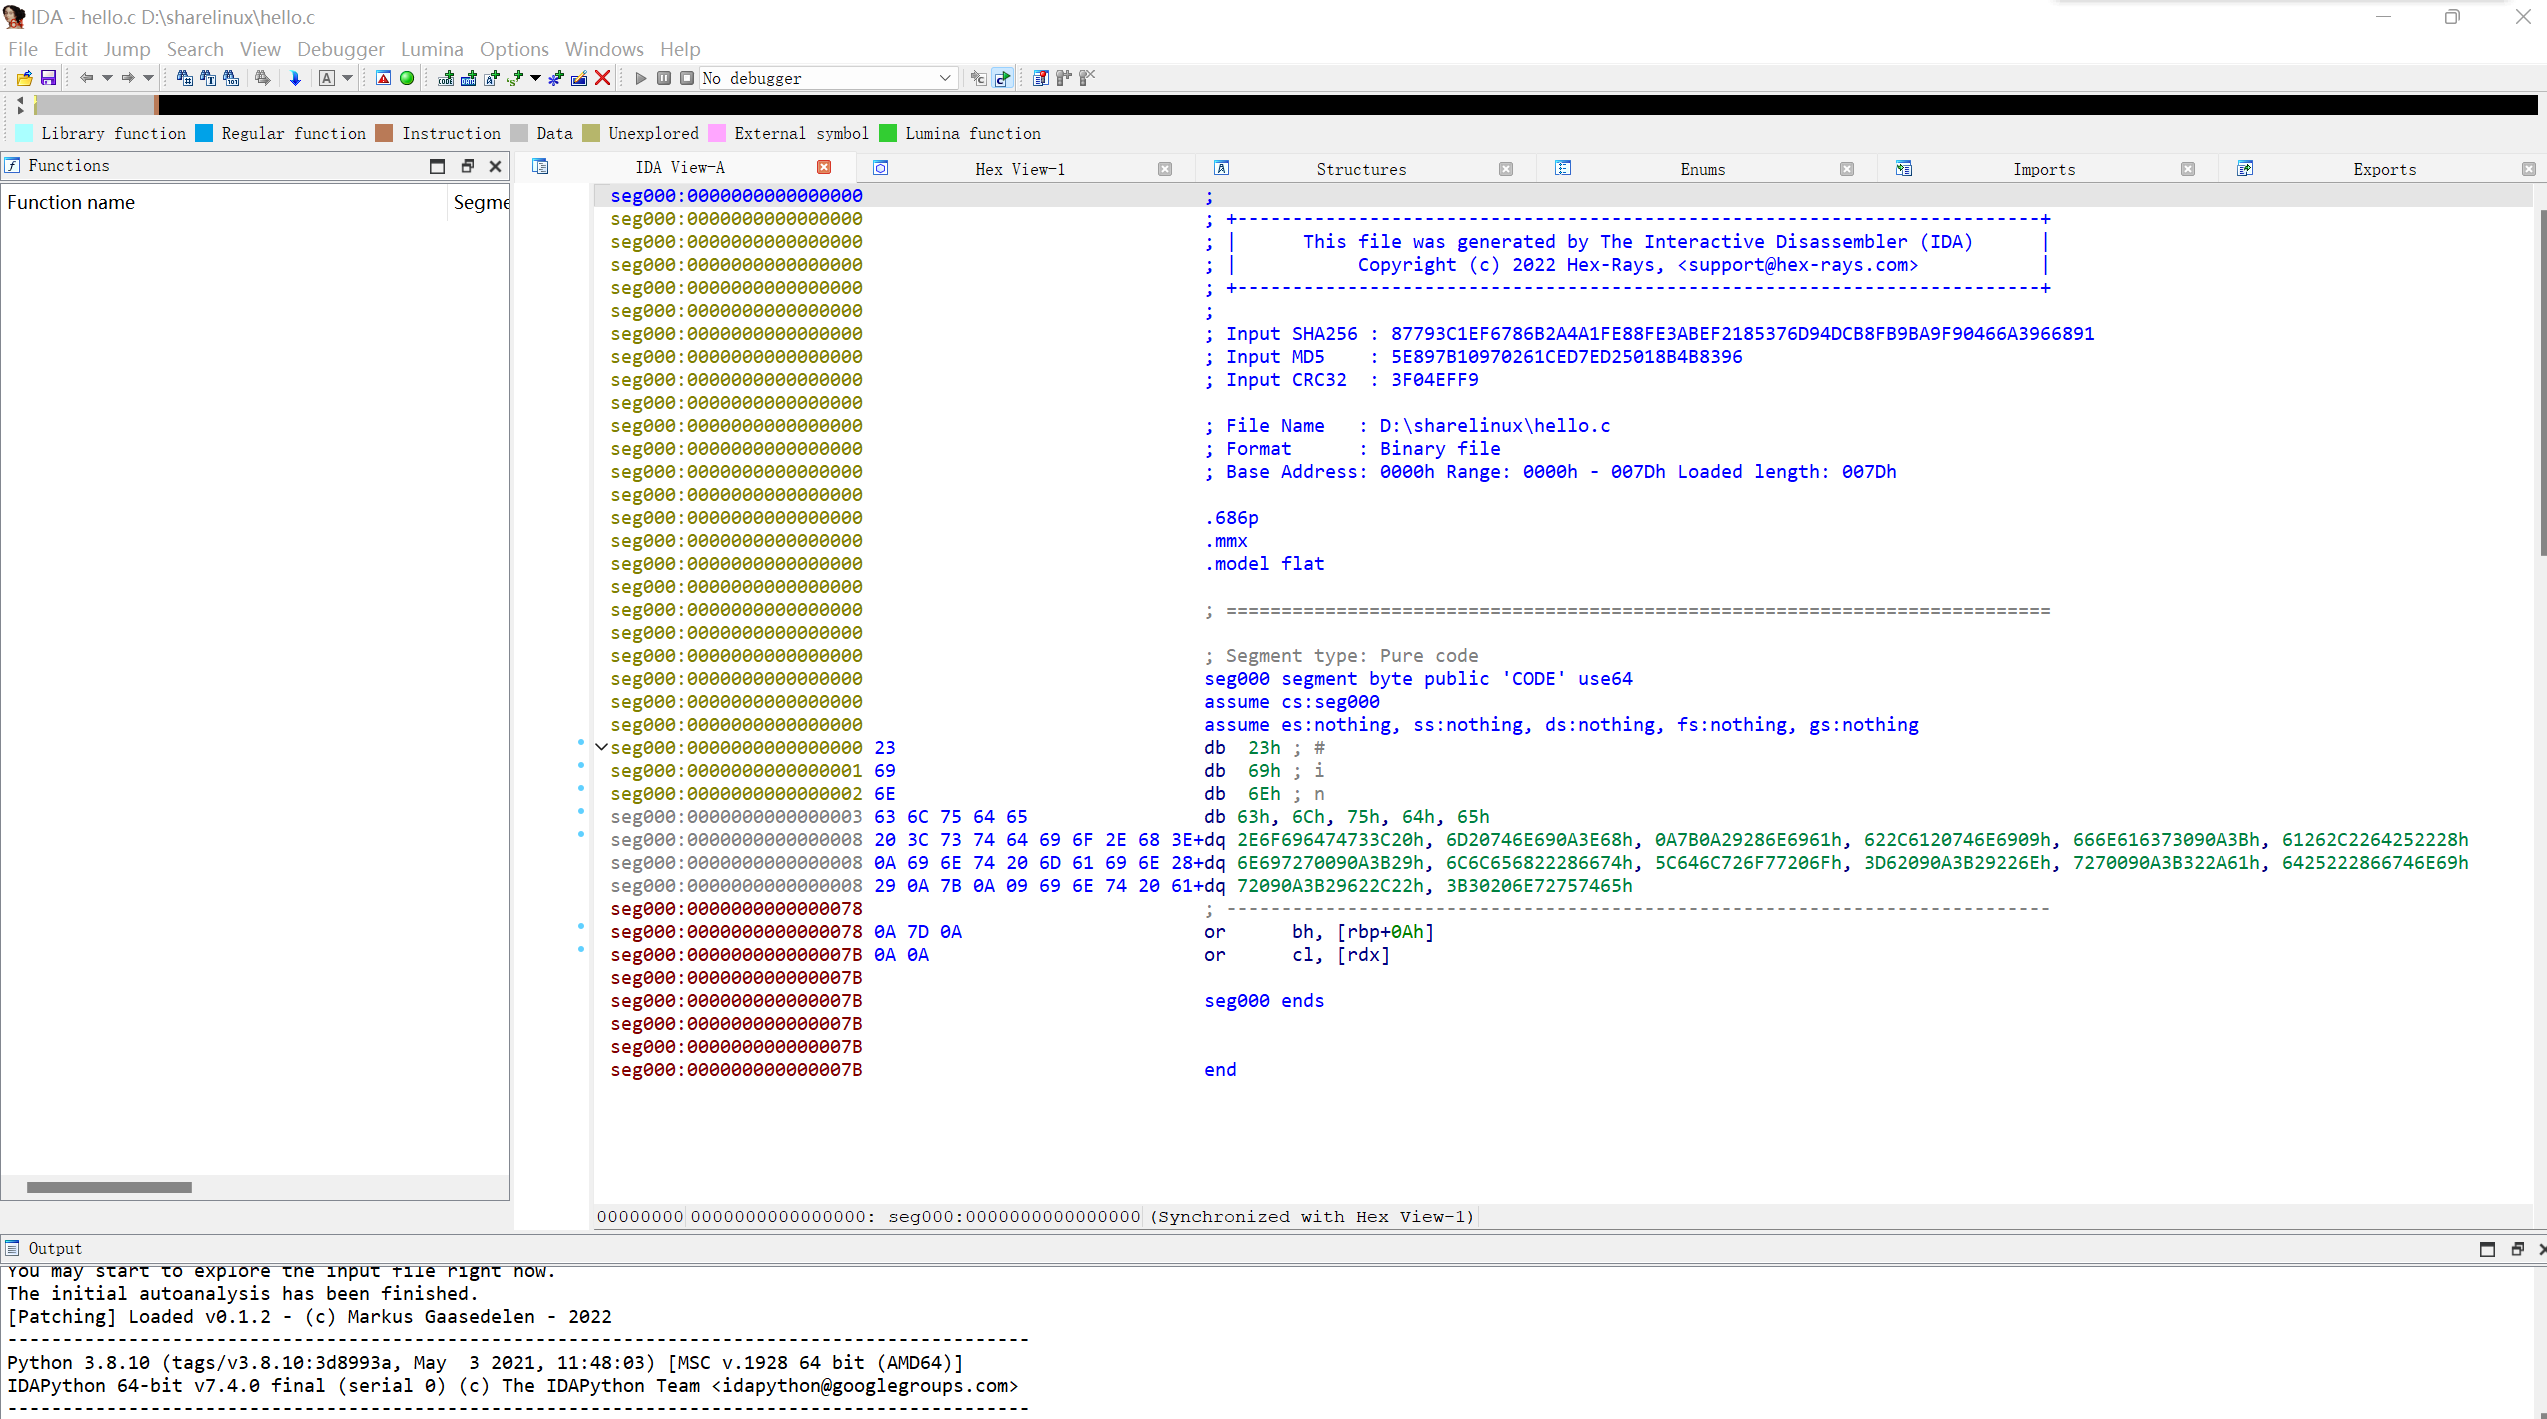 IDA - hello.c D:\sharelinux\hello.c
File Edit Jump Search View Debugger Lumina Options Windows Help
No debugger
Library function Regular function Instruction Data Unexplored External symbol Lumina function
Functions
IDA View-A Hex View-1 Structures Enums Imports Exports
Function name Segme
seg000:0000000000000000 ;
seg000:0000000000000000 ; +-------------------------------------------------------------------------+
seg000:0000000000000000 ; | This file was generated by The Interactive Disassembler (IDA) |
seg000:0000000000000000 ; | Copyright (c) 2022 Hex-Rays, <support@hex-rays.com> |
seg000:0000000000000000 ; +-------------------------------------------------------------------------+
seg000:0000000000000000 ;
seg000:0000000000000000 ; Input SHA256 : 87793C1EF6786B2A4A1FE88FE3ABEF2185376D94DCB8FB9BA9F90466A3966891
seg000:0000000000000000 ; Input MD5 : 5E897B10970261CED7ED25018B4B8396
seg000:0000000000000000 ; Input CRC32 : 3F04EFF9
seg000:0000000000000000
seg000:0000000000000000 ; File Name : D:\sharelinux\hello.c
seg000:0000000000000000 ; Format : Binary file
seg000:0000000000000000 ; Base Address: 0000h Range: 0000h - 007Dh Loaded length: 007Dh
seg000:0000000000000000
seg000:0000000000000000 .686p
seg000:0000000000000000 .mmx
seg000:0000000000000000 .model flat
seg000:0000000000000000
seg000:0000000000000000 ; ===========================================================================
seg000:0000000000000000
seg000:0000000000000000 ; Segment type: Pure code
seg000:0000000000000000 seg000 segment byte public 'CODE' use64
seg000:0000000000000000 assume cs:seg000
seg000:0000000000000000 assume es:nothing, ss:nothing, ds:nothing, fs:nothing, gs:nothing
seg000:0000000000000000 23 db 23h ; #
seg000:0000000000000001 69 db 69h ; i
seg000:0000000000000002 6E db 6Eh ; n
seg000:0000000000000003 63 6C 75 64 65 db 63h, 6Ch, 75h, 64h, 65h
seg000:0000000000000008 20 3C 73 74 64 69 6F 2E 68 3E+dq 2E6F696474733C20h, 6D20746E690A3E68h, 0A7B0A29286E6961h, 622C6120746E6909h, 666E616373090A3Bh, 61262C2264252228h
seg000:0000000000000008 0A 69 6E 74 20 6D 61 69 6E 28+dq 6E697270090A3B29h, 6C6C656822286674h, 5C646C726F77206Fh, 3D62090A3B29226Eh, 7270090A3B322A61h, 6425222866746E69h
seg000:0000000000000008 29 0A 7B 0A 09 69 6E 74 20 61+dq 72090A3B29622C22h, 3B30206E72757465h
seg000:0000000000000078 ; ---------------------------------------------------------------------------
seg000:0000000000000078 0A 7D 0A or bh, [rbp+0Ah]
seg000:000000000000007B 0A 0A or cl, [rdx]
seg000:000000000000007B
seg000:000000000000007B seg000 ends
seg000:000000000000007B
seg000:000000000000007B
seg000:000000000000007B end
00000000 0000000000000000: seg000:0000000000000000 (Synchronized with Hex View-1)
Output
You may start to explore the input file right now.
The initial autoanalysis has been finished.
[Patching] Loaded v0.1.2 - (c) Markus Gaasedelen - 2022
---------------------------------------------------------------------------------------------
Python 3.8.10 (tags/v3.8.10:3d8993a, May 3 2021, 11:48:03) [MSC v.1928 64 bit (AMD64)]
IDAPython 64-bit v7.4.0 final (serial 0) (c) The IDAPython Team <idapython@googlegroups.com>
---------------------------------------------------------------------------------------------